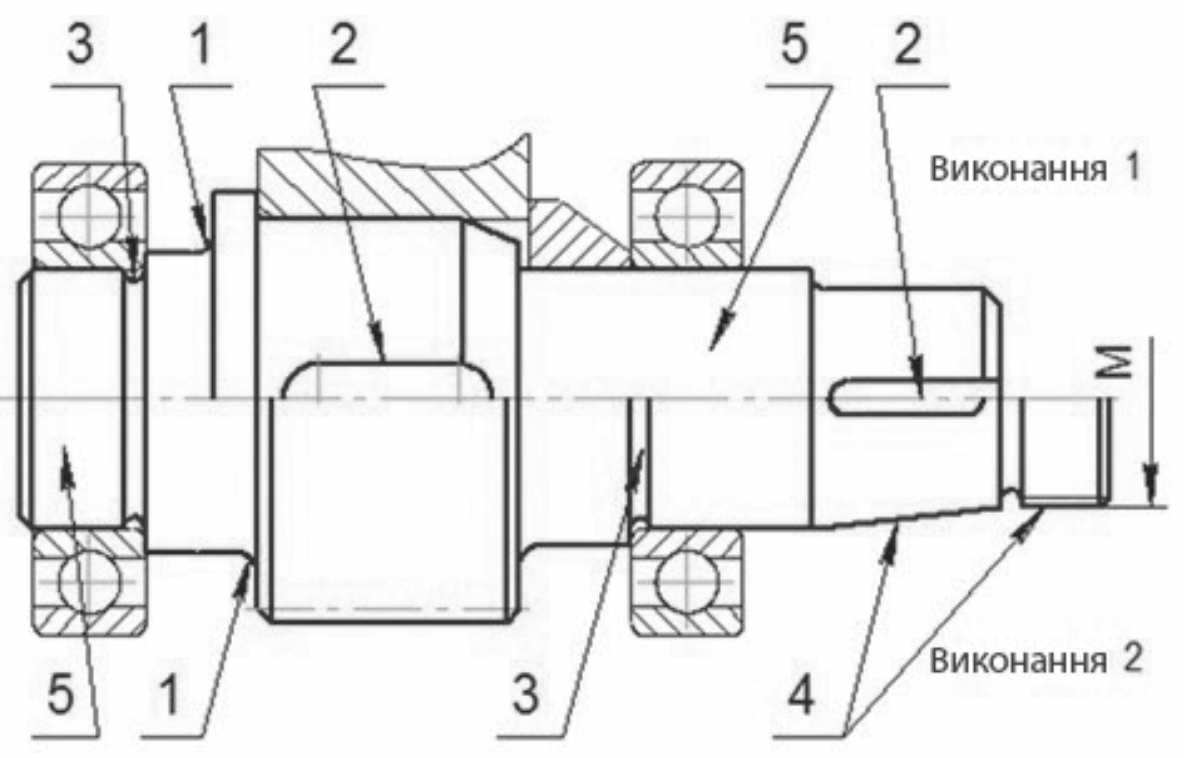 3 1 2 5 2
Виконання 1
М
Виконання 2
5 1 3 4